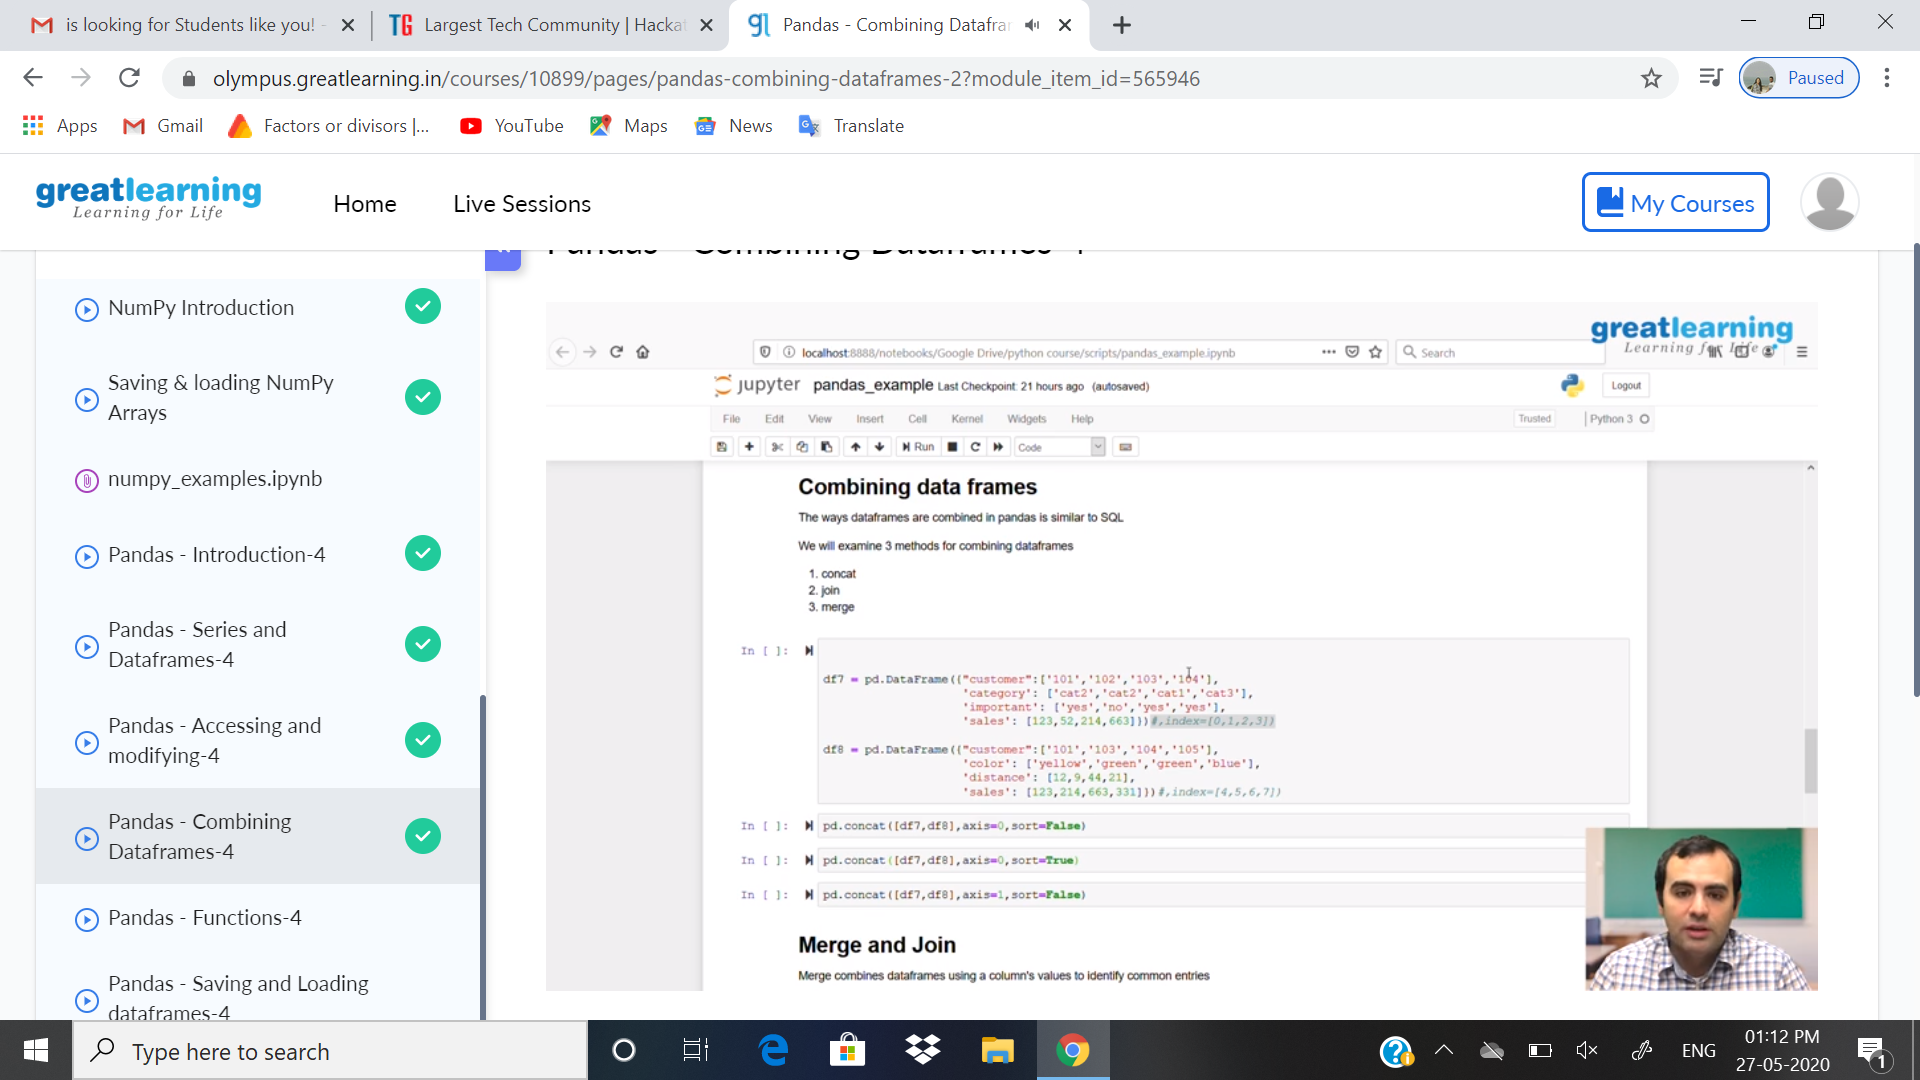 is looking for Students like you! -
TG Largest Tech Community | Hacka
gl Pandas - Combining Datafra
olympus.greatlearning.in/courses/10899/pages/pandas-combining-dataframes-2?module_item_id=565946
Paused
Apps
Gmail
Factors or divisors |...
YouTube
Maps
News
Translate
greatlearning
Learning for Life
Home
Live Sessions
My Courses
Pandas - Combining Dataframes-4
NumPy Introduction
Saving & loading NumPy
Arrays
numpy_examples.ipynb
Pandas - Introduction-4
Pandas - Series and
Dataframes-4
Pandas - Accessing and
modifying-4
Pandas - Combining
Dataframes-4
Pandas - Functions-4
Pandas - Saving and Loading
dataframes-4
greatlearning
Learning for Life
localhost:8888/notebooks/Google Drive/python course/scripts/pandas_example.ipynb
Search
jupyter pandas_example Last Checkpoint: 21 hours ago (autosaved)
Logout
File Edit View Insert Cell Kernel Widgets Help
Trusted
Python 3
Run
Code
Combining data frames
The ways dataframes are combined in pandas is similar to SQL
We will examine 3 methods for combining dataframes
1. concat
2. join
3. merge
In [ ]:
df7 = pd.DataFrame({"customer":['101','102','103','104'],
'category': ['cat2','cat2','cat1','cat3'],
'important': ['yes','no','yes','yes'],
'sales': [123,52,214,663]})#,index=[0,1,2,3])
df8 = pd.DataFrame({"customer":['101','103','104','105'],
'color': ['yellow','green','green','blue'],
'distance': [12,9,44,21],
'sales': [123,214,663,331]})#,index=[4,5,6,7])
In [ ]: pd.concat([df7,df8],axis=0,sort=False)
In [ ]: pd.concat([df7,df8],axis=0,sort=True)
In [ ]: pd.concat([df7,df8],axis=1,sort=False)
Merge and Join
Merge combines dataframes using a column's values to identify common entries
Type here to search
ENG
01:12 PM
27-05-2020
1